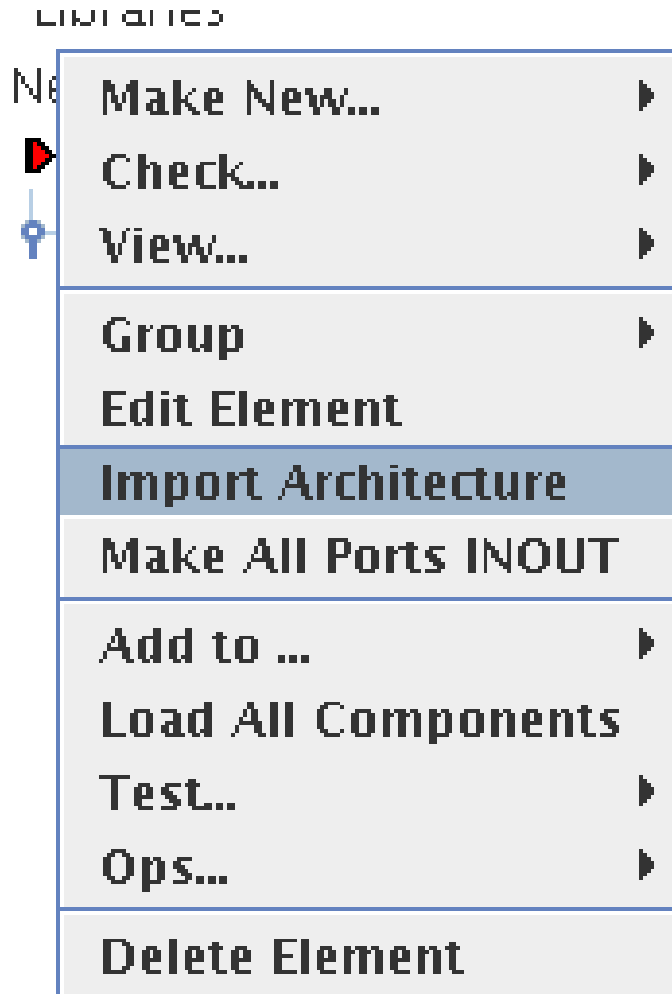 Libraries
Make New...
Check...
View...
Group
Edit Element
Import Architecture
Make All Ports INOUT
Add to ...
Load All Components
Test...
Ops...
Delete Element